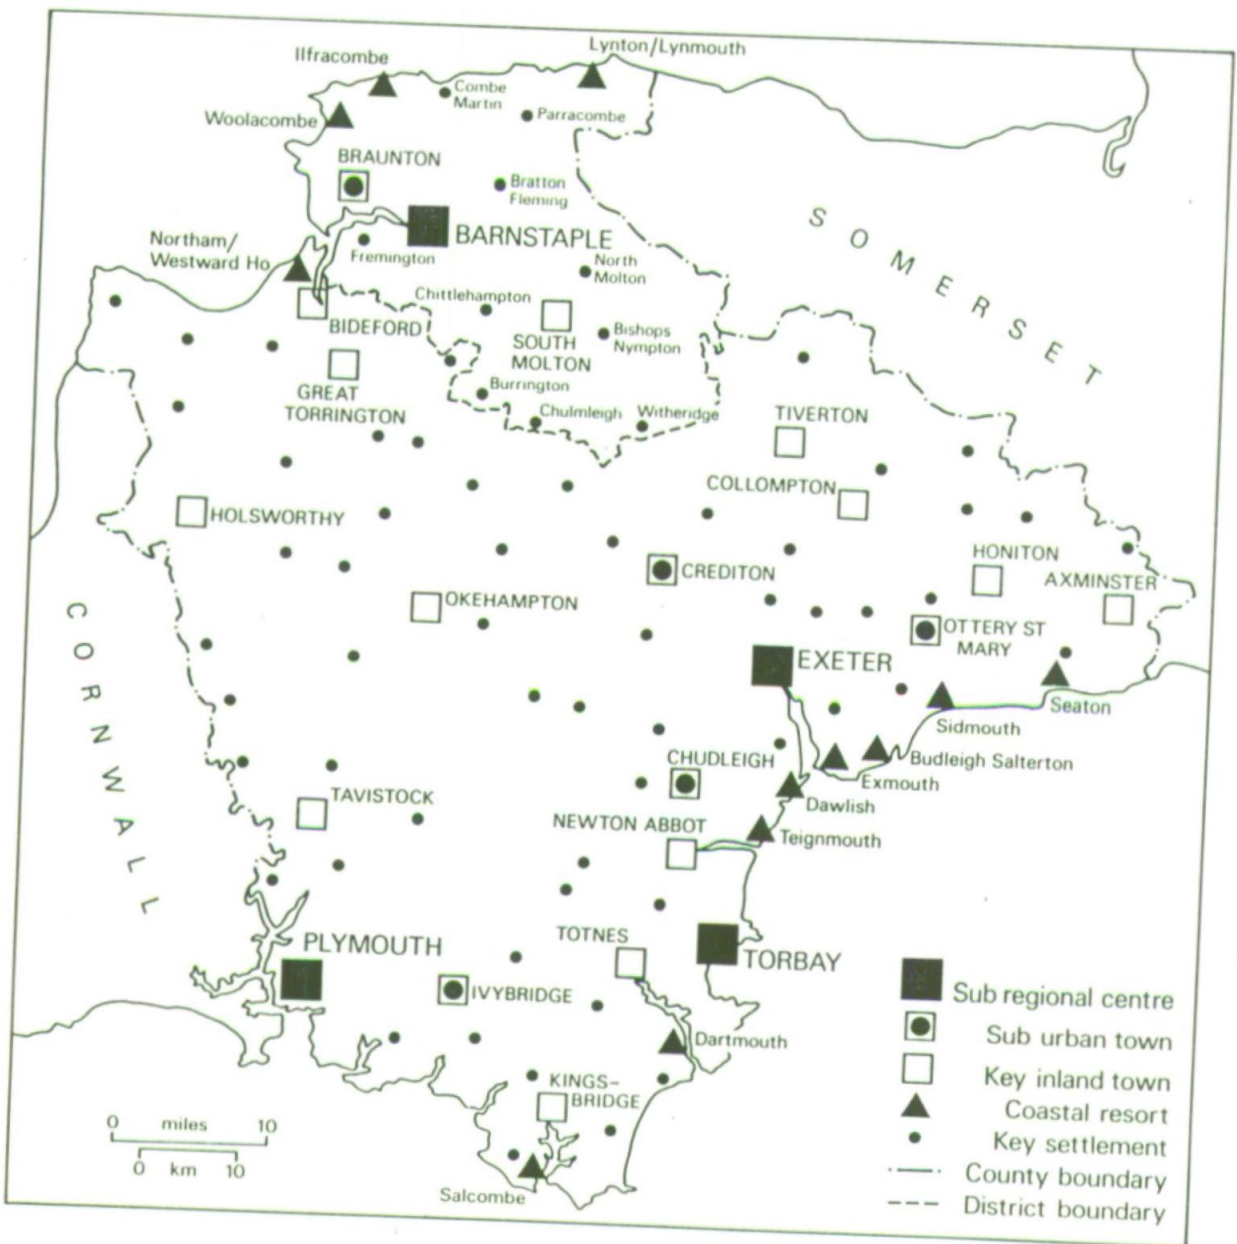 Lynton/Lynmouth
Ilfracombe
Combe
Martin
Woolacombe
Parracombe
BRAUNTON
Bratton
Fleming
BARNSTAPLE
Northam/
Westward Ho
Fremington
North
Molton
Chittlehampton
BIDEFORD
SOUTH
MOLTON
Bishops
Nympton
GREAT
TORRINGTON
Burrington
Chulmleigh
Witheridge
SOMERSET
TIVERTON
COLLOMPTON
HOLSWORTHY
HONITON
AXMINSTER
CREDITON
OKEHAMPTON
OTTERY ST
MARY
CORNWALL
EXETER
Seaton
Sidmouth
Budleigh Salterton
Exmouth
CHUDLEIGH
Dawlish
TAVISTOCK
NEWTON ABBOT
Teignmouth
PLYMOUTH
TOTNES
TORBAY
IVYBRIDGE
Dartmouth
KINGS-
BRIDGE
Salcombe
0 miles 10
0 km 10
Sub regional centre
Sub urban town
Key inland town
Coastal resort
Key settlement
County boundary
District boundary